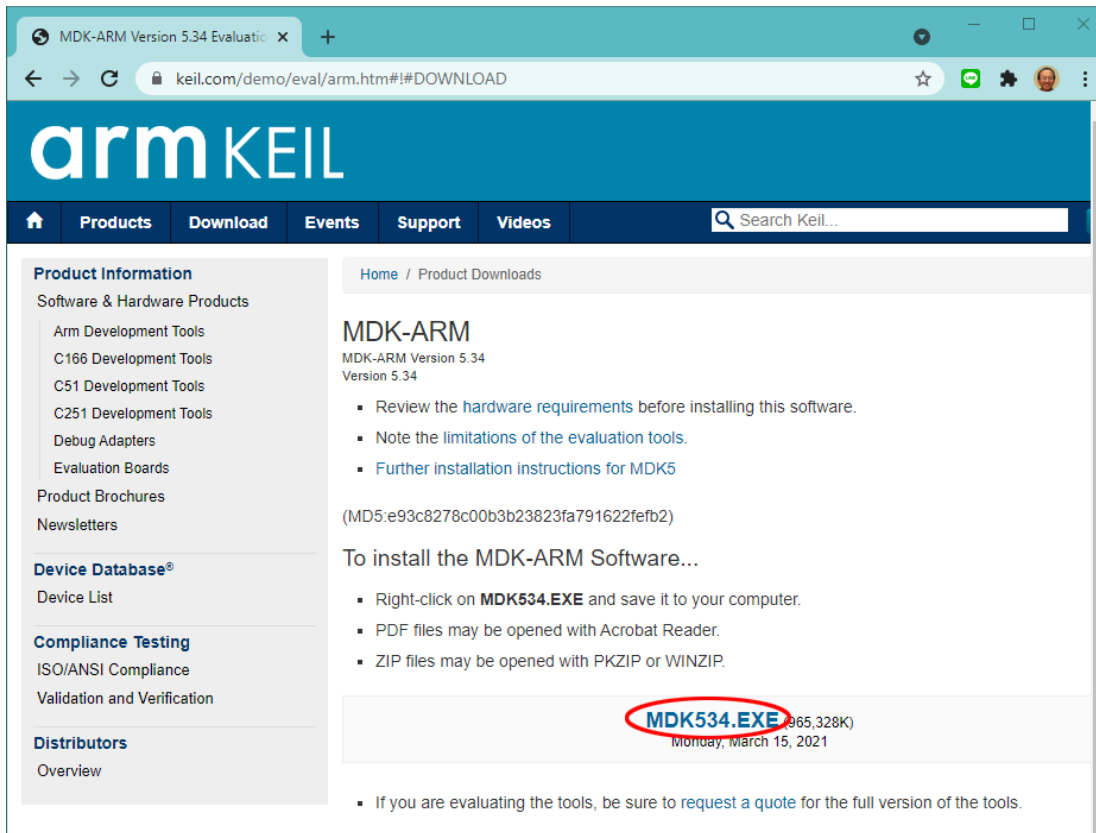 MDK-ARM Version 5.34 Evaluatio
keil.com/demo/eval/arm.htm#!#DOWNLOAD
arm KEIL
Products Download Events Support Videos Search Keil...
Product Information
Software & Hardware Products
Arm Development Tools
C166 Development Tools
C51 Development Tools
C251 Development Tools
Debug Adapters
Evaluation Boards
Product Brochures
Newsletters
Device Database®
Device List
Compliance Testing
ISO/ANSI Compliance
Validation and Verification
Distributors
Overview
Home / Product Downloads
MDK-ARM
MDK-ARM Version 5.34
Version 5.34
Review the hardware requirements before installing this software.
Note the limitations of the evaluation tools.
Further installation instructions for MDK5
(MD5:e93c8278c00b3b23823fa791622fefb2)
To install the MDK-ARM Software...
Right-click on MDK534.EXE and save it to your computer.
PDF files may be opened with Acrobat Reader.
ZIP files may be opened with PKZIP or WINZIP.
MDK534.EXE (965,328K)
Monday, March 15, 2021
If you are evaluating the tools, be sure to request a quote for the full version of the tools.